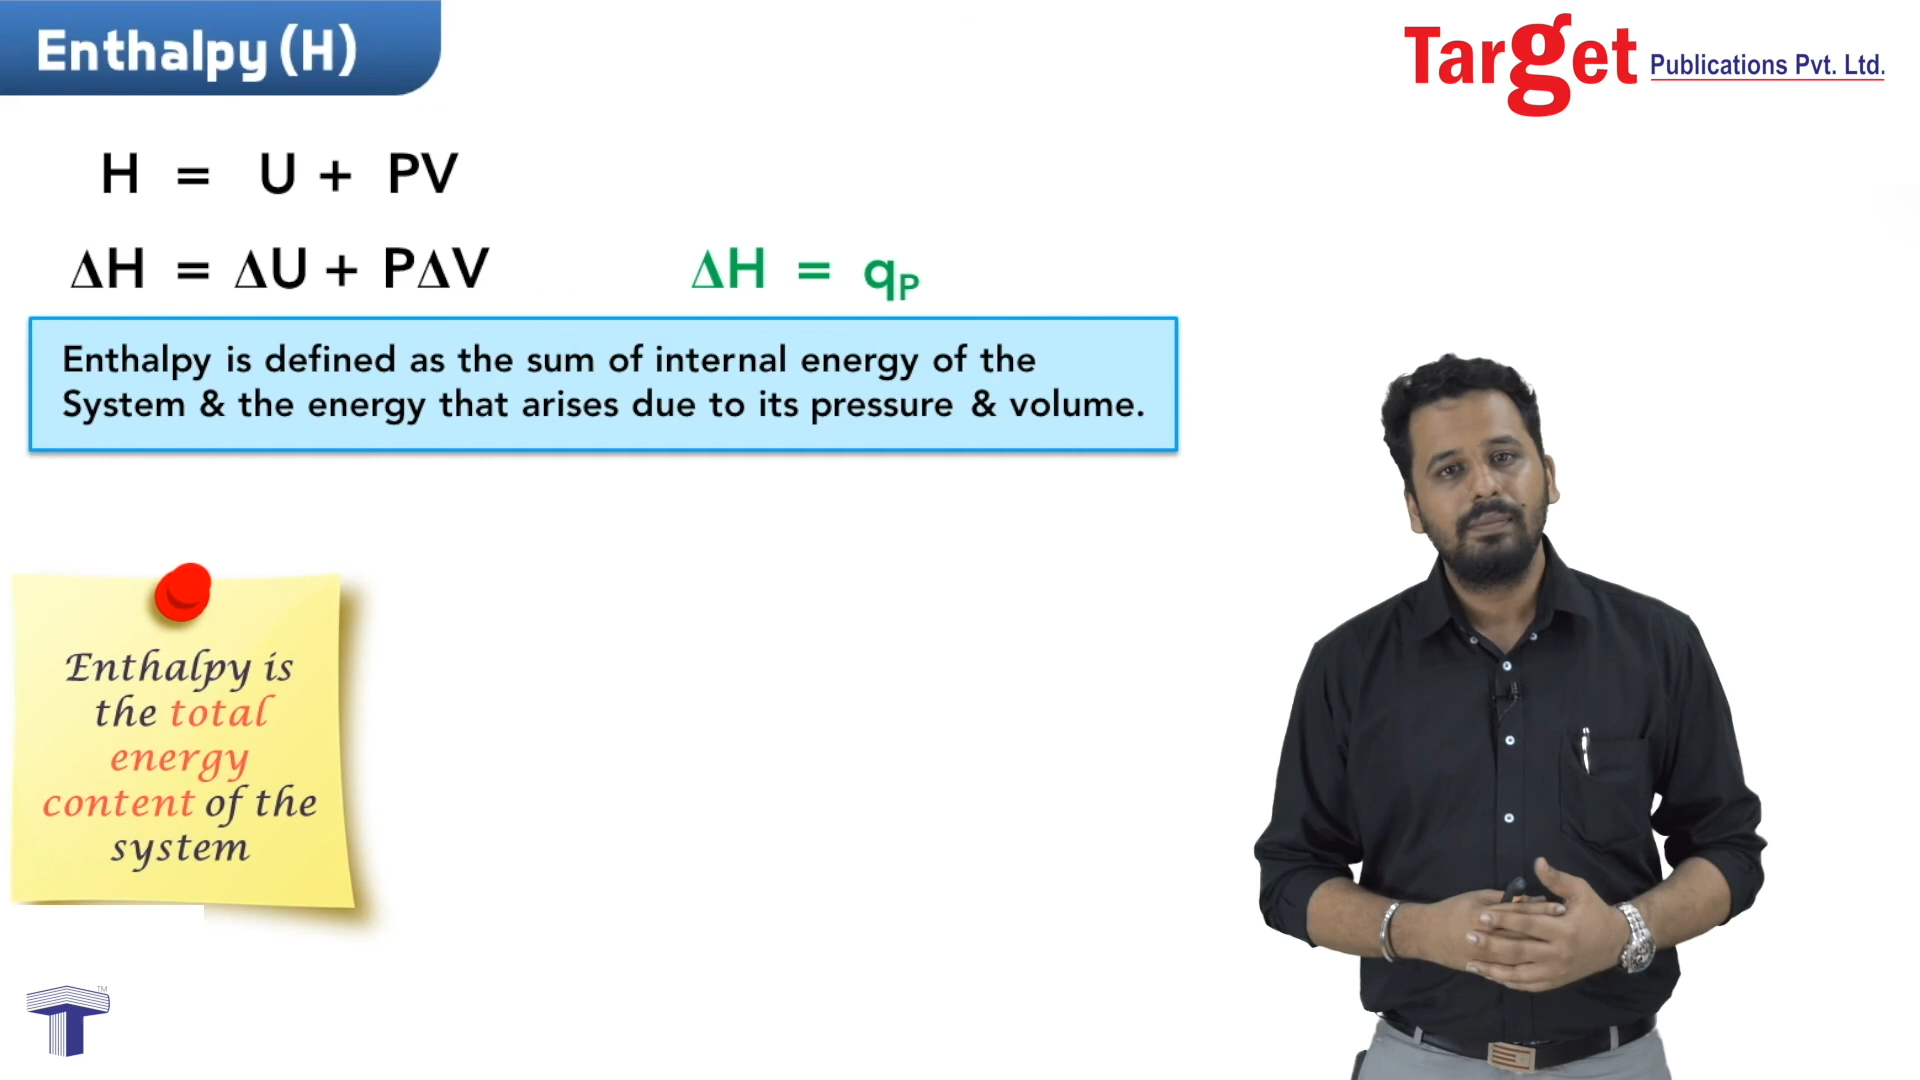 Enthalpy (H)
Target Publications Pvt. Ltd.
H = U + PV
ΔH = ΔU + PΔV
ΔH = qP
Enthalpy is defined as the sum of internal energy of the
System & the energy that arises due to its pressure & volume.
Enthalpy is
the total
energy
content of the
system
TM